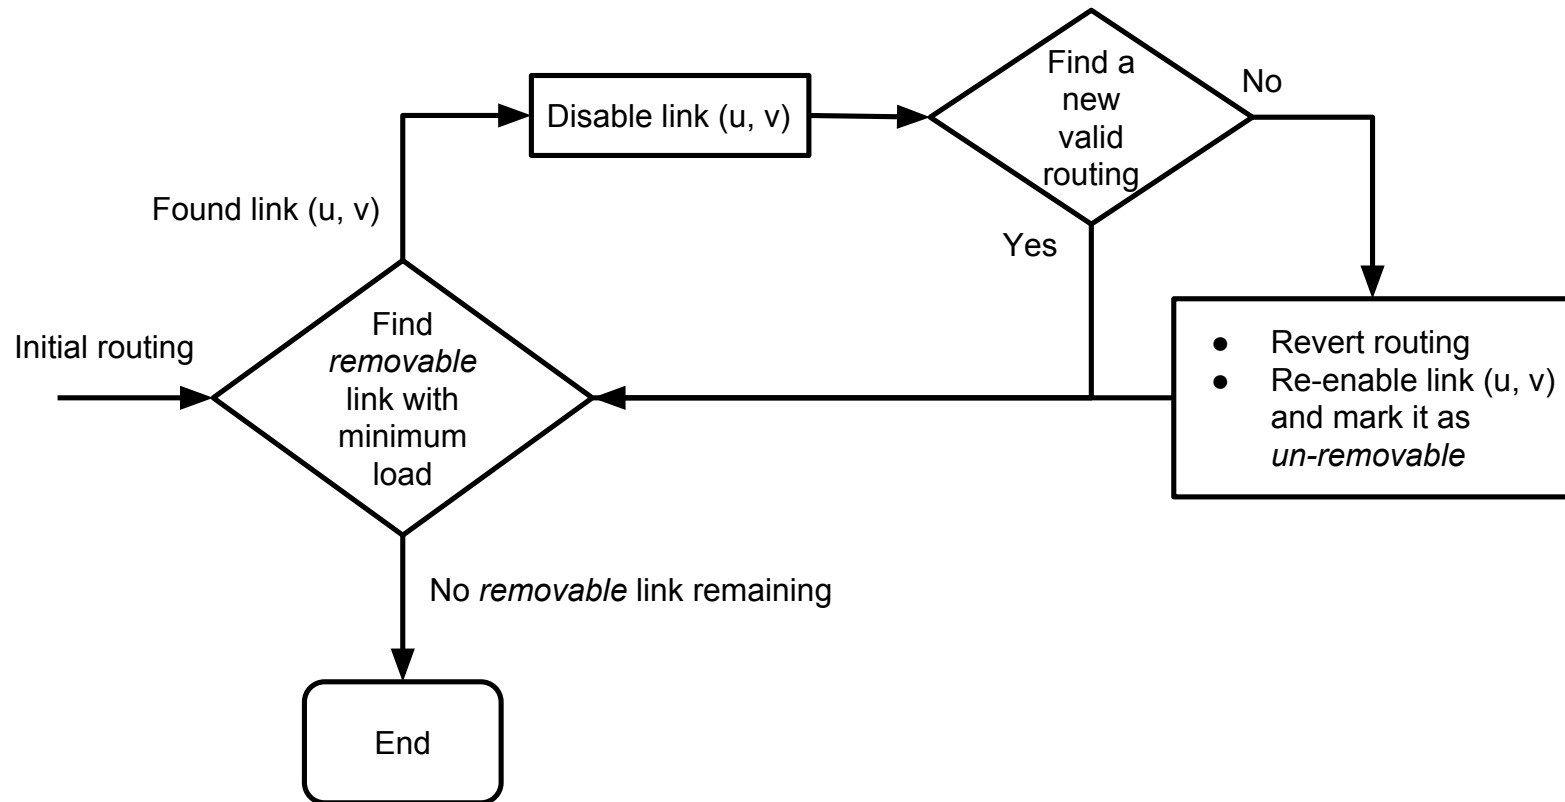 Find a
new
valid
routing
No
Disable link (u, v)
Found link (u, v)
Yes
Initial routing
Find
removable
link with
minimum
load
● Revert routing
● Re-enable link (u, v)
and mark it as
un-removable
No removable link remaining
End